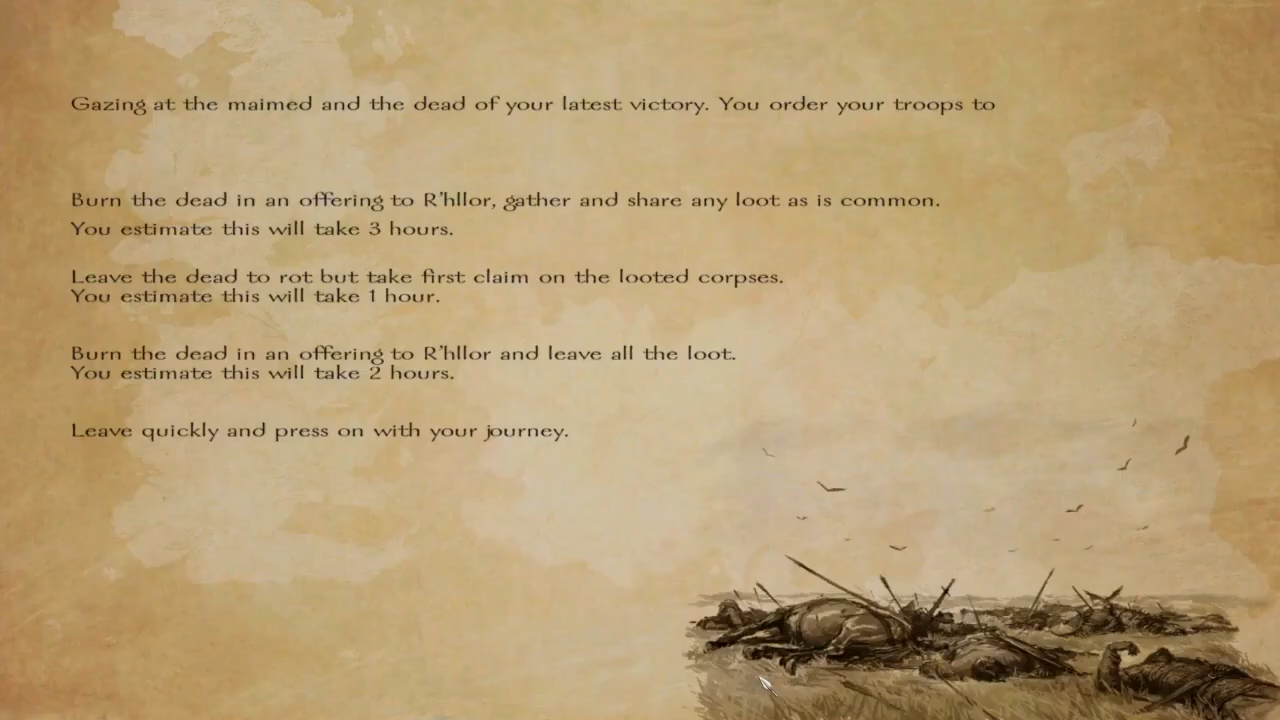 Gazing at the maimed and the dead of your latest victory. You order your troops to
Burn the dead in an offering to R'hllor, gather and share any loot as is common.
You estimate this will take 3 hours.
Leave the dead to rot but take first claim on the looted corpses.
You estimate this will take 1 hour.
Burn the dead in an offering to R'hllor and leave all the loot.
You estimate this will take 2 hours.
Leave quickly and press on with your journey.